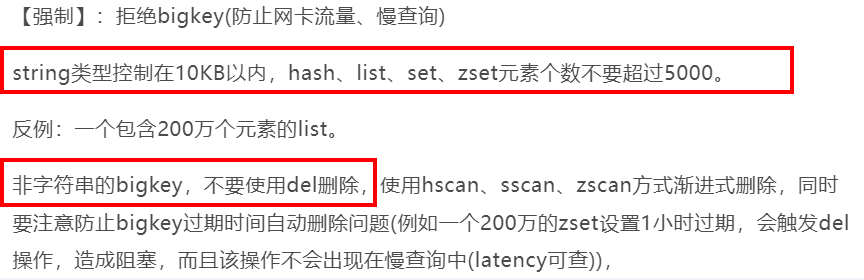 【强制】：拒绝bigkey(防止网卡流量、慢查询)
string类型控制在10KB以内，hash、list、set、zset元素个数不要超过5000。
反例：一个包含200万个元素的list。
非字符串的bigkey，不要使用del删除，使用hscan、sscan、zscan方式渐进式删除，同时
要注意防止bigkey过期时间自动删除问题(例如一个200万的zset设置1小时过期，会触发del
操作，造成阻塞，而且该操作不会出现在慢查询中(latency可查))，